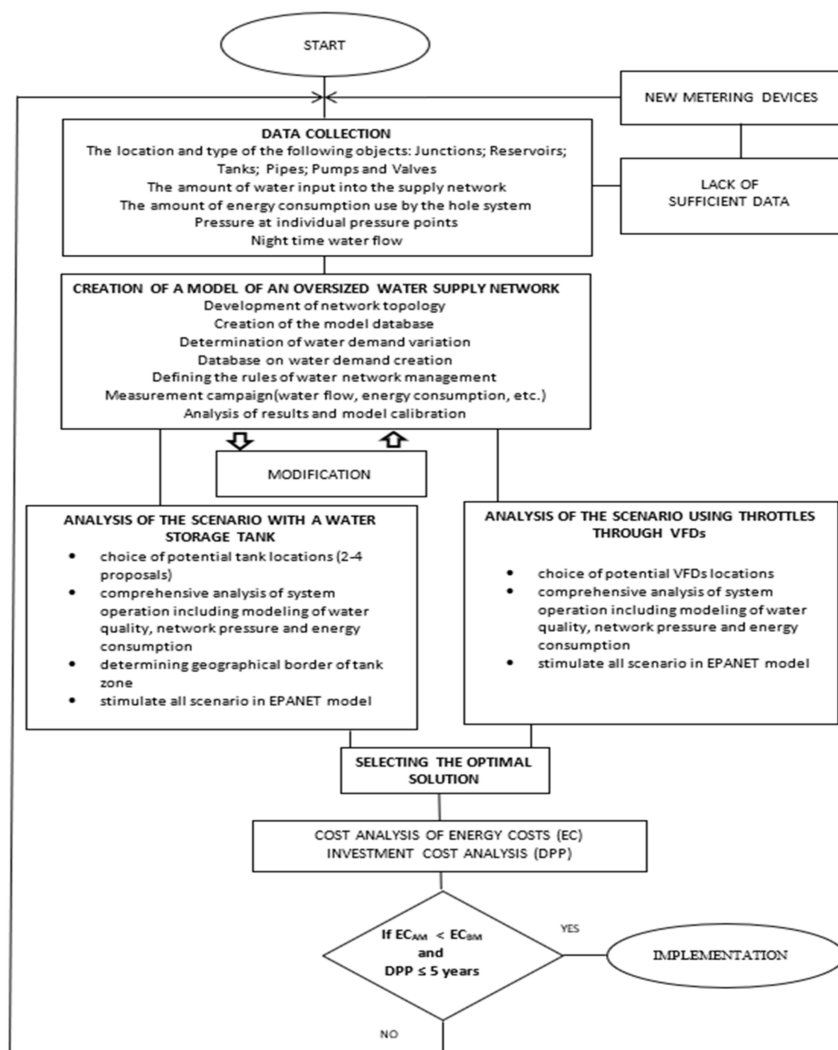 START
NEW METERING DEVICES
DATA COLLECTION
The location and type of the following objects: Junctions; Reservoirs;
Tanks; Pipes; Pumps and Valves
The amount of water input into the supply network
The amount of energy consumption use by the hole system
Pressure at individual pressure points
Night time water flow
LACK OF
SUFFICIENT DATA
CREATION OF A MODEL OF AN OVERSIZED WATER SUPPLY NETWORK
Development of network topology
Creation of the model database
Determination of water demand variation
Database on water demand creation
Defining the rules of water network management
Measurement campaign(water flow, energy consumption, etc.)
Analysis of results and model calibration
MODIFICATION
ANALYSIS OF THE SCENARIO WITH A WATER
STORAGE TANK
• choice of potential tank locations (2-4
proposals)
• comprehensive analysis of system
operation including modeling of water
quality, network pressure and energy
consumption
• determining geographical border of tank
zone
• stimulate all scenario in EPANET model
ANALYSIS OF THE SCENARIO USING THROTTLES
THROUGH VFDs
• choice of potential VFDs locations
• comprehensive analysis of system
operation including modeling of water
quality, network pressure and energy
consumption
• stimulate all scenario in EPANET model
SELECTING THE OPTIMAL
SOLUTION
COST ANALYSIS OF ENERGY COSTS (EC)
INVESTMENT COST ANALYSIS (DPP)
If EC_AM < EC_BM
and
DPP ≤ 5 years
YES
IMPLEMENTATION
NO